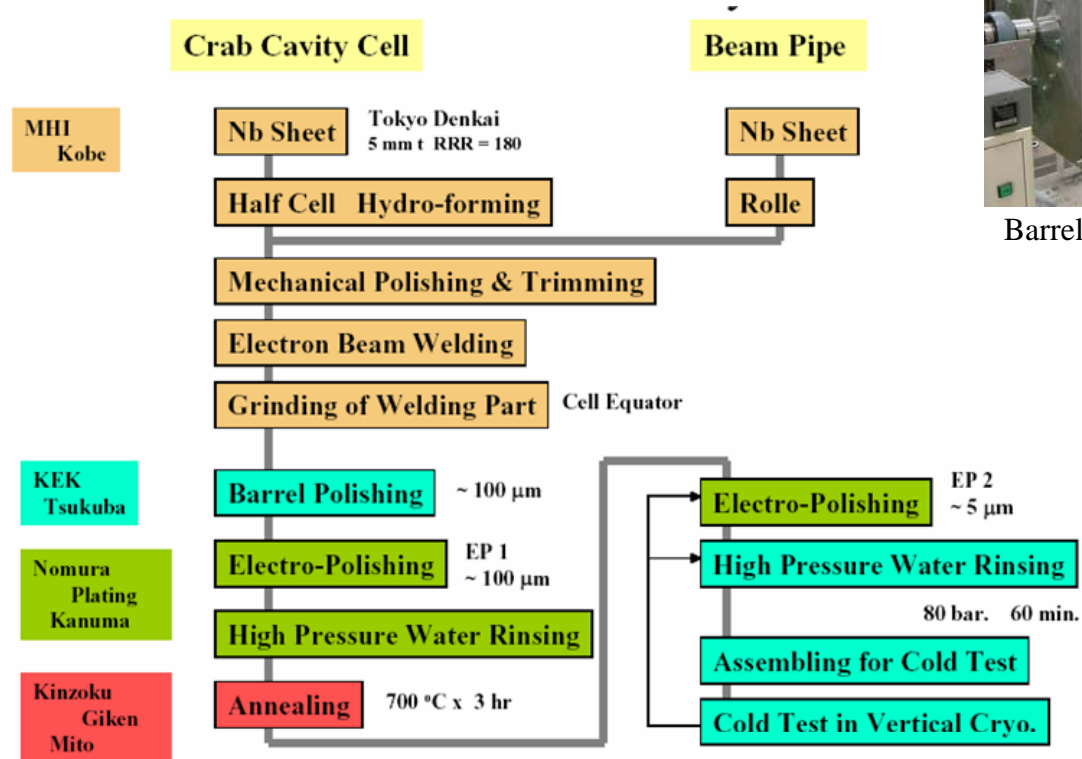 Crab Cavity Cell
Beam Pipe
MHI
Kobe
Nb Sheet
Tokyo Denkai
5 mm t RRR = 180
Nb Sheet
Half Cell Hydro-forming
Rolle
Barrel
Mechanical Polishing & Trimming
Electron Beam Welding
Grinding of Welding Part
Cell Equator
KEK
Tsukuba
Barrel Polishing
~ 100 μm
Nomura
Plating
Kanuma
Electro-Polishing
EP 1
~ 100 μm
High Pressure Water Rinsing
Kinzoku
Giken
Mito
Annealing
700 °C x 3 hr
Electro-Polishing
EP 2
~ 5 μm
High Pressure Water Rinsing
80 bar. 60 min.
Assembling for Cold Test
Cold Test in Vertical Cryo.